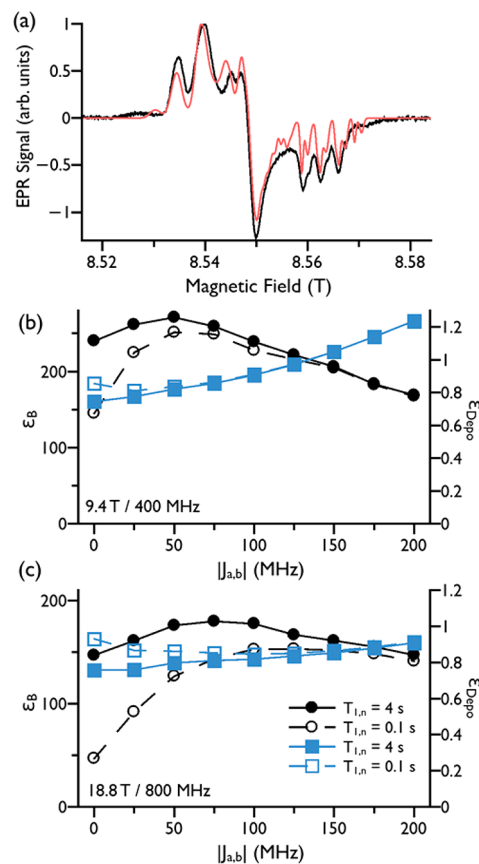 (a)
EPR Signal (arb. units)
1
0.5
0
−0.5
−1
8.52 8.54 8.56 8.58
Magnetic Field (T)
(b)
εB
200
100
0
1.2
1
0.8
0.6
0.4
0.2
0
εDepo
9.4 T / 400 MHz
0 50 100 150 200
|Ja,b| (MHz)
(c)
εB
200
100
0
1.2
1
0.8
0.6
0.4
0.2
0
εDepo
T1,n = 4 s
T1,n = 0.1 s
T1,n = 4 s
T1,n = 0.1 s
18.8 T / 800 MHz
0 50 100 150 200
|Ja,b| (MHz)